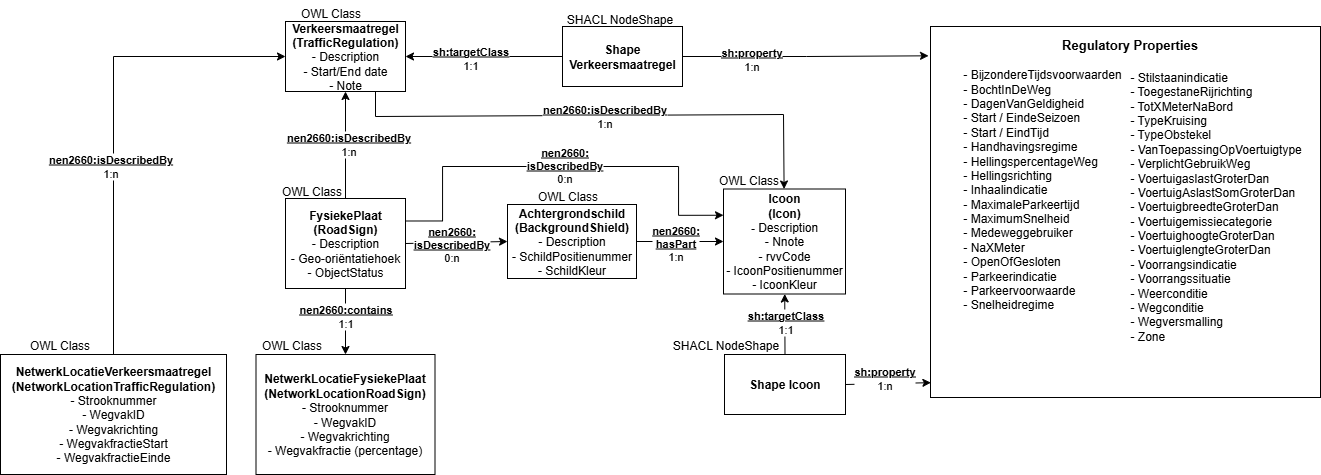 OWL Class
Verkeersmaatregel
(TrafficRegulation)
- Description
- Start/End date
- Note
sh:targetClass
1:1
SHACL NodeShape
Shape
Verkeersmaatregel
sh:property
1:n
Regulatory Properties
- BijzondereTijdsvoorwaarden
- BochtInDeWeg
- DagenVanGeldigheid
- Start / EindeSeizoen
- Start / EindTijd
- Handhavingsregime
- HellingspercentageWeg
- Hellingsrichting
- Inhaalindicatie
- MaximaleParkeertijd
- MaximumSnelheid
- Medeweggebruiker
- NaXMeter
- OpenOfGesloten
- Parkeerindicatie
- Parkeervoorwaarde
- Snelheidregime
- Stilstaanindicatie
- ToegestaneRijrichting
- TotXMeterNaBord
- TypeKruising
- TypeObstekel
- VanToepassingOpVoertuigtype
- VerplichtGebruikWeg
- VoertuigaslastGroterDan
- VoertuigAslastSomGroterDan
- VoertuigbreedteGroterDan
- Voertuigemissiecategorie
- VoertuighoogteGroterDan
- VoertuiglengteGroterDan
- Voorrangsindicatie
- Voorrangssituatie
- Weerconditie
- Wegconditie
- Wegversmalling
- Zone
nen2660:isDescribedBy
1:n
nen2660:isDescribedBy
1:n
nen2660:isDescribedBy
1:n
nen2660:
isDescribedBy
0:n
OWL Class
FysiekePlaat
(RoadSign)
- Description
- Geo-oriëntatiehoek
- ObjectStatus
nen2660:
isDescribedBy
0:n
OWL Class
Achtergrondschild
(BackgroundShield)
- Description
- SchildPositienummer
- SchildKleur
nen2660:
hasPart
1:n
OWL Class
Icoon
(Icon)
- Description
- Nnote
- rvvCode
- IcoonPositienummer
- IcoonKleur
nen2660:contains
1:1
sh:targetClass
1:1
OWL Class
NetwerkLocatieVerkeersmaatregel
(NetworkLocationTrafficRegulation)
- Strooknummer
- WegvakID
- Wegvakrichting
- WegvakfractieStart
- WegvakfractieEinde
OWL Class
NetwerkLocatieFysiekePlaat
(NetworkLocationRoadSign)
- Strooknummer
- WegvakID
- Wegvakrichting
- Wegvakfractie (percentage)
SHACL NodeShape
Shape Icoon
sh:property
1:n